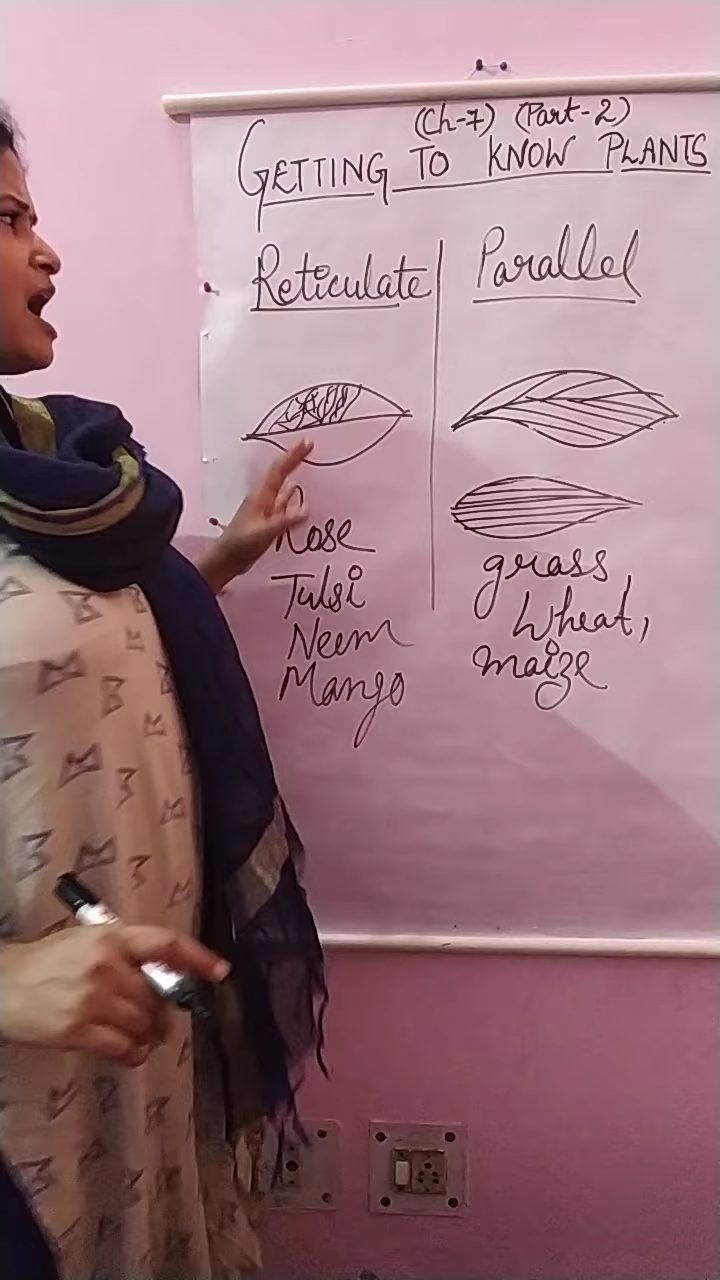 (Ch-7) (Part-2)
GETTING TO KNOW PLANTS
Reticulate
Rose
Tulsi
Neem
Mango
Parallel
grass
Wheat,
maize